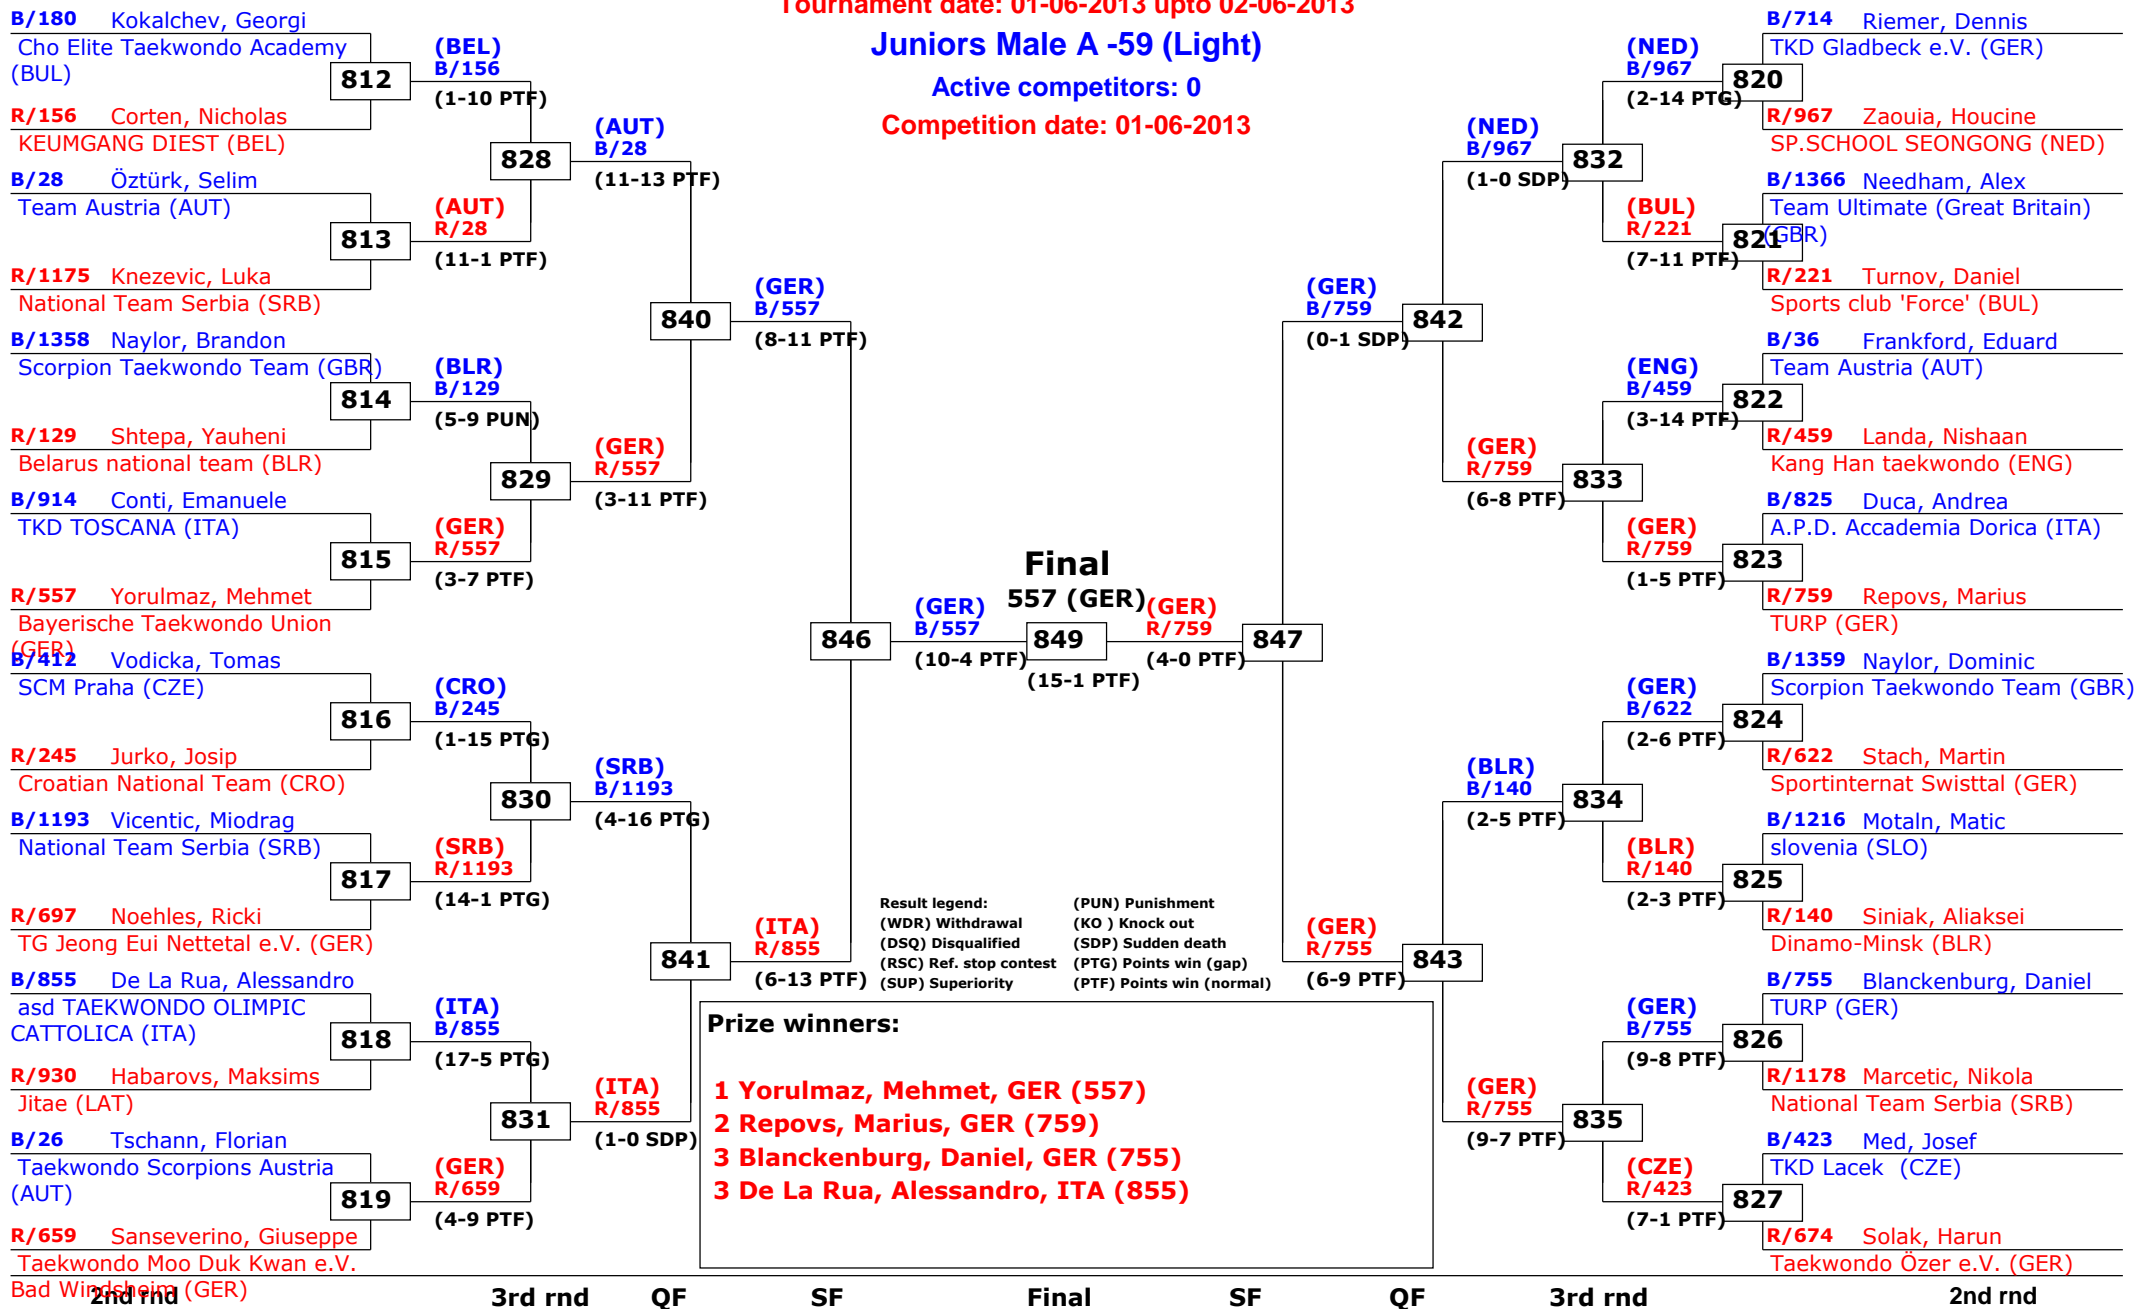 Tournament date: 01-06-2013 upto 02-06-2013
Juniors Male A -59 (Light)
Active competitors: 0
Competition date: 01-06-2013
B/180 Kokalchev, Georgi
Cho Elite Taekwondo Academy
(BUL)
812
R/156 Corten, Nicholas
KEUMGANG DIEST (BEL)
B/28 Öztürk, Selim
Team Austria (AUT)
813
R/1175 Knezevic, Luka
National Team Serbia (SRB)
B/1358 Naylor, Brandon
Scorpion Taekwondo Team (GBR)
814
R/129 Shtepa, Yauheni
Belarus national team (BLR)
B/914 Conti, Emanuele
TKD TOSCANA (ITA)
815
R/557 Yorulmaz, Mehmet
Bayerische Taekwondo Union
(GER)
B/412 Vodicka, Tomas
SCM Praha (CZE)
816
R/245 Jurko, Josip
Croatian National Team (CRO)
B/1193 Vicentic, Miodrag
National Team Serbia (SRB)
817
R/697 Noehles, Ricki
TG Jeong Eui Nettetal e.V. (GER)
B/855 De La Rua, Alessandro
asd TAEKWONDO OLIMPIC
CATTOLICA (ITA)
818
R/930 Habarovs, Maksims
Jitae (LAT)
B/26 Tschann, Florian
Taekwondo Scorpions Austria
(AUT)
819
R/659 Sanseverino, Giuseppe
Taekwondo Moo Duk Kwan e.V.
Bad Windsheim (GER)
(BEL)
B/156
(1-10 PTF)
828
(AUT)
R/28
(11-1 PTF)
(BLR)
B/129
(5-9 PUN)
829
(GER)
R/557
(3-7 PTF)
(CRO)
B/245
(1-15 PTG)
830
(SRB)
R/1193
(14-1 PTG)
(ITA)
B/855
(17-5 PTG)
831
(GER)
R/659
(4-9 PTF)
(AUT)
B/28
(11-13 PTF)
840
(GER)
R/557
(3-11 PTF)
(SRB)
B/1193
(4-16 PTG)
841
(ITA)
R/855
(1-0 SDP)
(GER)
B/557
(8-11 PTF)
846
(ITA)
R/855
(6-13 PTF)
Final
557 (GER)
(GER)
B/557
(10-4 PTF)
849
(15-1 PTF)
(GER)
R/759
(4-0 PTF)
847
(GER)
B/759
(0-1 SDP)
842
(GER)
R/755
(6-9 PTF)
843
(NED)
B/967
(1-0 SDP)
832
(GER)
R/759
(6-8 PTF)
833
(BLR)
B/140
(2-5 PTF)
834
(GER)
R/755
(9-7 PTF)
835
(NED)
B/967
(2-14 PTG)
820
(BUL)
R/221
(7-11 PTF)
821
(ENG)
B/459
(3-14 PTF)
822
(GER)
R/759
(1-5 PTF)
823
(GER)
B/622
(2-6 PTF)
824
(BLR)
R/140
(2-3 PTF)
825
(GER)
B/755
(9-8 PTF)
826
(CZE)
R/423
(7-1 PTF)
827
B/714 Riemer, Dennis
TKD Gladbeck e.V. (GER)
R/967 Zaouia, Houcine
SP.SCHOOL SEONGONG (NED)
B/1366 Needham, Alex
Team Ultimate (Great Britain)
(GBR)
R/221 Turnov, Daniel
Sports club 'Force' (BUL)
B/36 Frankford, Eduard
Team Austria (AUT)
R/459 Landa, Nishaan
Kang Han taekwondo (ENG)
B/825 Duca, Andrea
A.P.D. Accademia Dorica (ITA)
R/759 Repovs, Marius
TURP (GER)
B/1359 Naylor, Dominic
Scorpion Taekwondo Team (GBR)
R/622 Stach, Martin
Sportinternat Swisttal (GER)
B/1216 Motaln, Matic
slovenia (SLO)
R/140 Siniak, Aliaksei
Dinamo-Minsk (BLR)
B/755 Blanckenburg, Daniel
TURP (GER)
R/1178 Marcetic, Nikola
National Team Serbia (SRB)
B/423 Med, Josef
TKD Lacek (CZE)
R/674 Solak, Harun
Taekwondo Özer e.V. (GER)
Result legend: (PUN) Punishment
(WDR) Withdrawal (KO ) Knock out
(DSQ) Disqualified (SDP) Sudden death
(RSC) Ref. stop contest (PTG) Points win (gap)
(SUP) Superiority (PTF) Points win (normal)
Prize winners:
1 Yorulmaz, Mehmet, GER (557)
2 Repovs, Marius, GER (759)
3 Blanckenburg, Daniel, GER (755)
3 De La Rua, Alessandro, ITA (855)
2nd rnd 3rd rnd QF SF Final SF QF 3rd rnd 2nd rnd